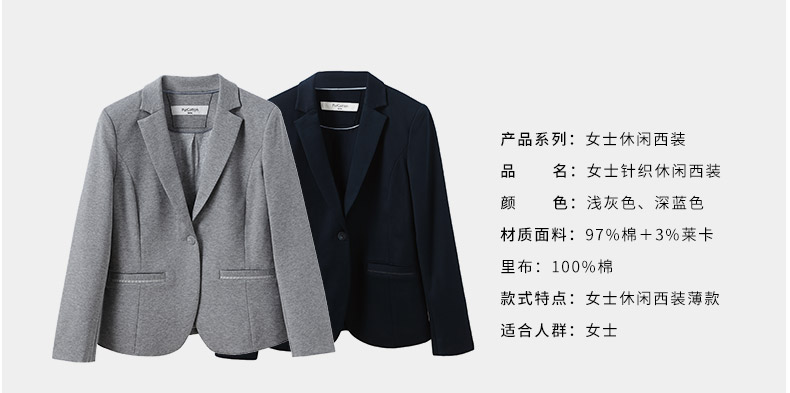 PurCotton
PurCotton
产品系列：女士休闲西装
品　　名：女士针织休闲西装
颜　　色：浅灰色、深蓝色
材质面料：97%棉＋3%莱卡
里布：100%棉
款式特点：女士休闲西装薄款
适合人群：女士